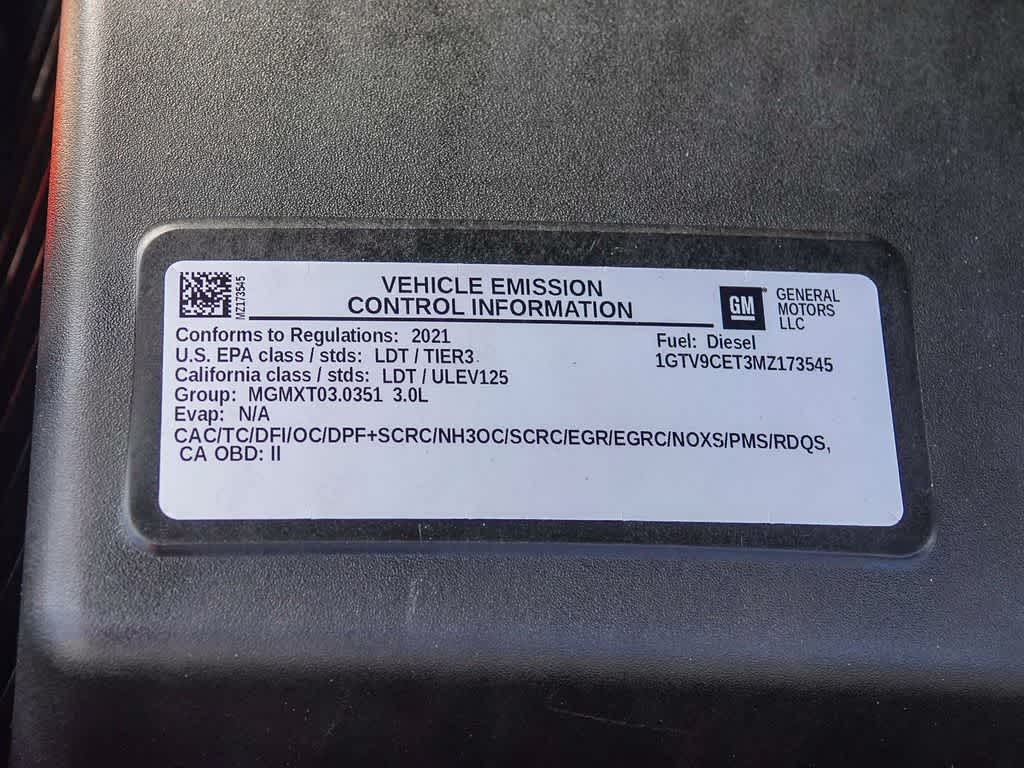 MZ173545
VEHICLE EMISSION
CONTROL INFORMATION
GM
GENERAL
MOTORS
LLC
Conforms to Regulations: 2021
U.S. EPA class / stds: LDT / TIER3
California class / stds: LDT / ULEV125
Group: MGMXT03.0351 3.0L
Evap: N/A
Fuel: Diesel
1GTV9CET3MZ173545
CAC/TC/DFI/OC/DPF+SCRC/NH3OC/SCRC/EGR/EGRC/NOXS/PMS/RDQS,
CA OBD: II